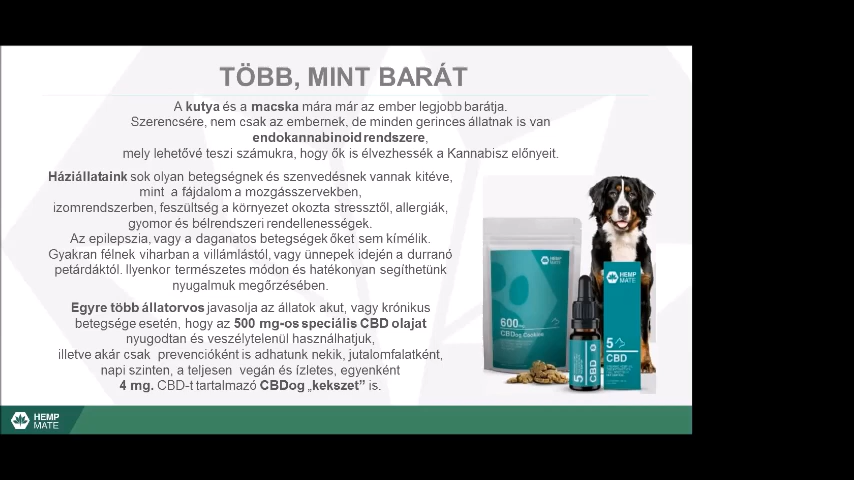 TÖBB, MINT BARÁT
A kutya és a macska mára már az ember legjobb barátja.
Szerencsére, nem csak az embernek, de minden gerinces állatnak is van
endokannabinoid rendszere,
mely lehetővé teszi számukra, hogy ők is élvezhessék a Kannabisz előnyeit.
Háziállataink sok olyan betegségnek és szenvedésnek vannak kitéve,
mint a fájdalom a mozgásszervekben,
izomrendszerben, feszültség a környezet okozta stressztől, allergiák,
gyomor és bélrendszeri rendellenességek.
Az epilepszia, vagy a daganatos betegségek őket sem kímélik.
Gyakran félnek viharban a villámlástól, vagy ünnepek idején a durranó
petárdáktól. Ilyenkor természetes módon és hatékonyan segíthetünk
nyugalmuk megőrzésében.
Egyre több állatorvos javasolja az állatok akut, vagy krónikus
betegsége esetén, hogy az 500 mg-os speciális CBD olajat
nyugodtan és veszélytelenül használhatjuk,
illetve akár csak prevencióként is adhatunk nekik, jutalomfalatként,
napi szinten, a teljesen vegán és ízletes, egyenként
4 mg. CBD-t tartalmazó CBDog „kekszet” is.
HEMP
MATE
600mg
CBDog Cookies
5
CBD
HEMP
MATE
5
CBD
HEMP
MATE